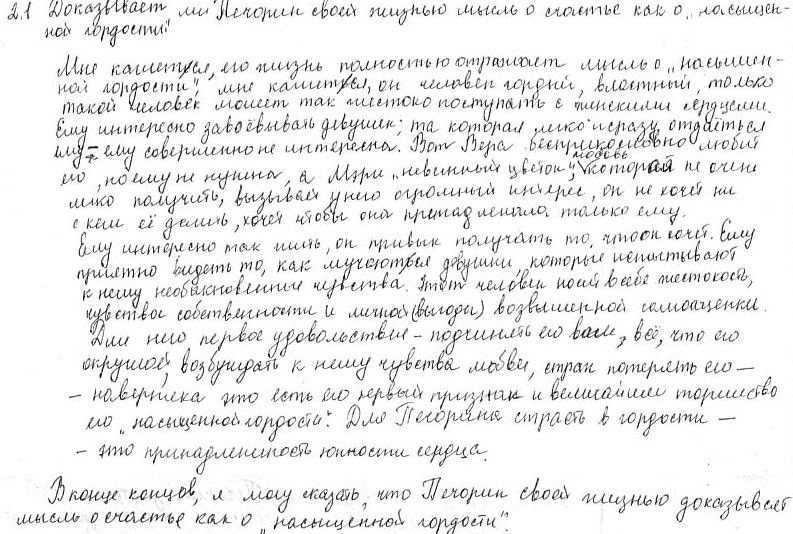 2.1 Доказывает ли Печорин своей жизнью мысль о счастье как о „насыщен-
ной гордости"
Мне кажется, его жизнь полностью отражает мысль о „насыщен-
ной гордости", мне кажется, он человек гордый, властный, только
такой человек может так жестоко поступать с женскими сердцами.
Ему интересно завоёвывать девушек; та которая легко и сразу отдаёться
ему – ему совершенно не интересна. Вот Вера беспрекословно любит
его, но ему не нужна, а Мэри „невинный цветок", любовь которой не очень
легко получить, вызывает у него огромный интерес, он не хочет ни
с кем её делить, хочет чтобы она принадлежала только ему.
Ему интересно так жить, он привык получать то, что он хочет. Ему
приятно видеть то, как мучаются девушки, которые испытывают
к нему необыкновенные чувства. Этот человек носит в себе жестокость,
чувство собственности и личной (выгоды) возвышенной самооценки.
Для него первое удовольствие – подчинять его воле, всё, что его
окружает, возбуждать к нему чувства любви, страх потерять его –
– наверняка это есть его первый признак и величайшее торжество
его „насыщенной гордости". Для Печорина страсть в гордости –
– это принадлежность юности сердца.
В конце концов, я могу сказать, что Печорин своей жизнью доказывает
мысль о счастье как о „насыщенной гордости".